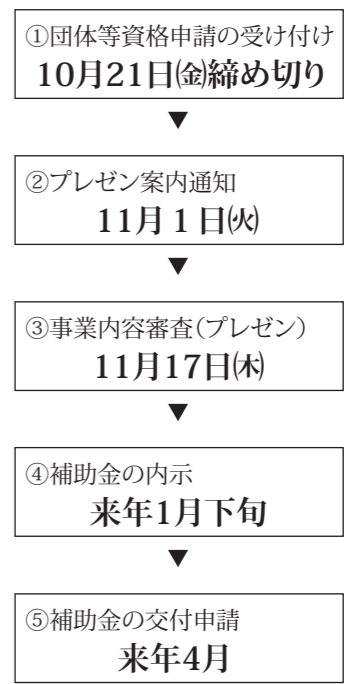 ①団体等資格申請の受け付け
10月21日㈮締め切り
▼
②プレゼン案内通知
11月1日㈫
▼
③事業内容審査(プレゼン)
11月17日㈭
▼
④補助金の内示
来年1月下旬
▼
⑤補助金の交付申請
来年4月